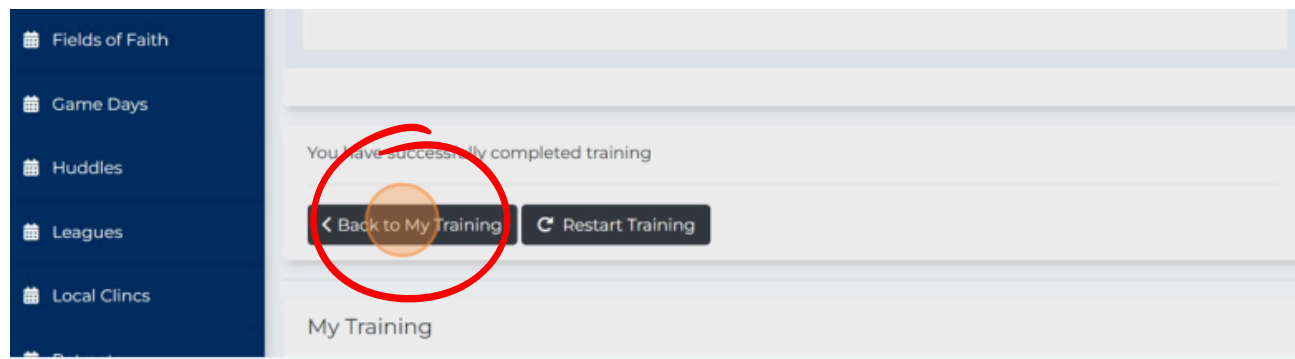 Fields of Faith
Game Days
Huddles
Leagues
Local Clincs
You have successfully completed training
Back to My Training
Restart Training
My Training